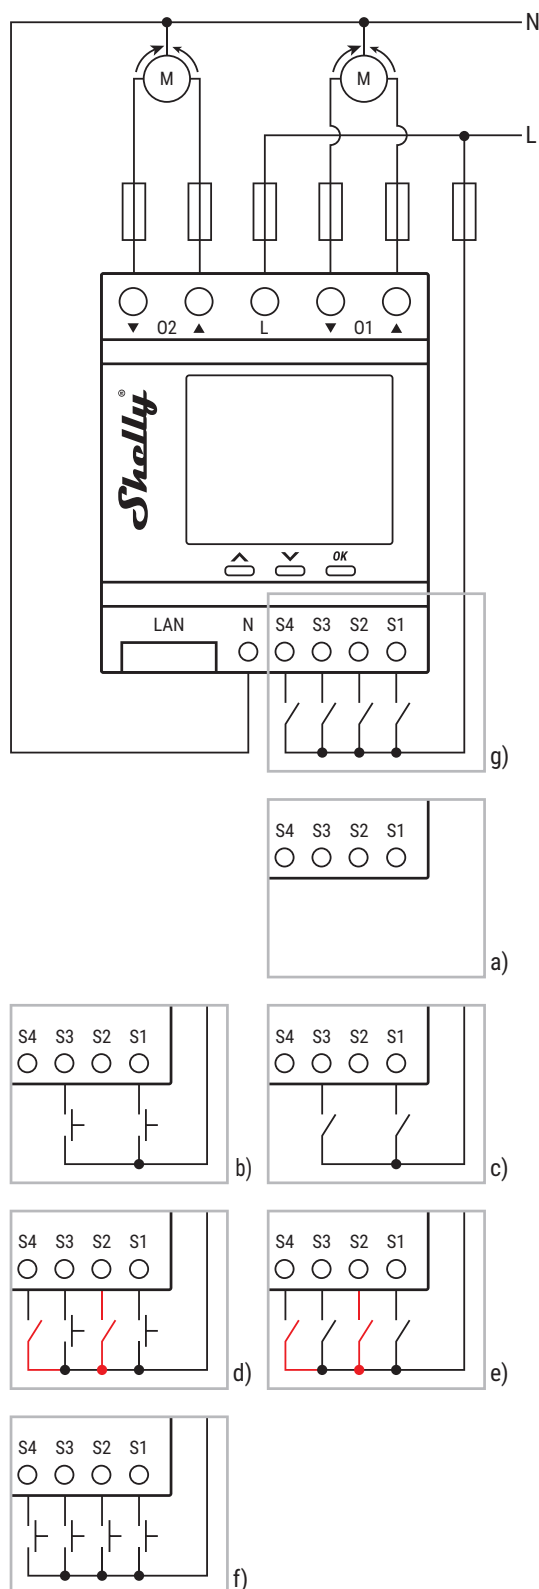 N
M M
L
▼ O2 ▲ L ▼ O1 ▲
Shelly®
OK
LAN N S4 S3 S2 S1
g)
S4 S3 S2 S1
a)
S4 S3 S2 S1
b)
S4 S3 S2 S1
c)
S4 S3 S2 S1
d)
S4 S3 S2 S1
e)
S4 S3 S2 S1
f)